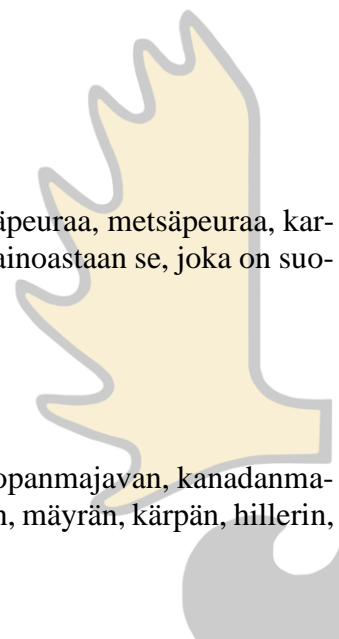 äpeuraa, metsäpeuraa, kar-
ainoastaan se, joka on suo-
opanmajavan, kanadanma-
n, mäyrän, kärpän, hillerin,